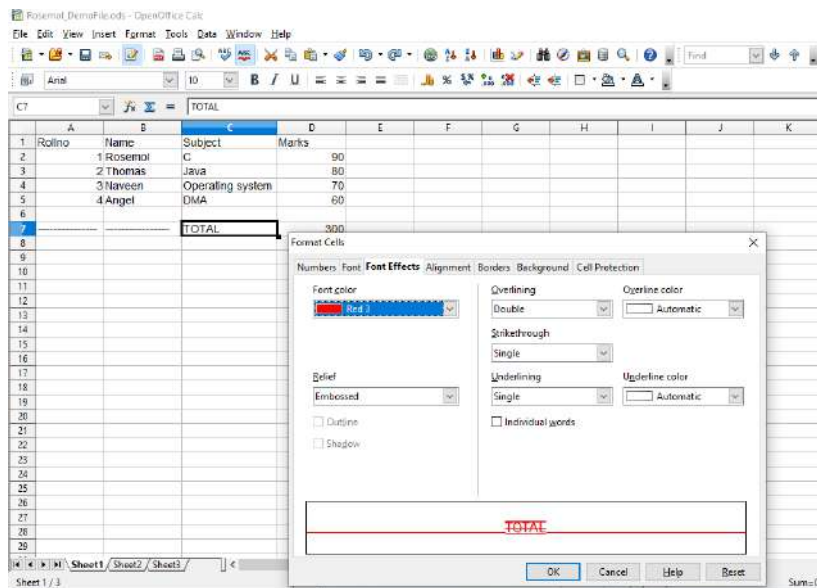 Rosemol_DemoFile.ods - OpenOffice Calc
File Edit View Insert Format Tools Data Window Help
Find
Arial 10
C7 TOTAL
A B C D E F G H I J K
1 Rollno Name Subject Marks
2 1 Rosemol C 90
3 2 Thomas Java 80
4 3 Naveen Operating system 70
5 4 Angel DMA 60
6
7 ---------------- ---------------- TOTAL 300
8
9
10
11
12
13
14
15
16
17
18
19
20
21
22
23
24
25
26
27
28
29
Format Cells
Numbers Font Font Effects Alignment Borders Background Cell Protection
Font color Overlining Overline color
Red 3 Double Automatic
Strikethrough
Single
Relief Underlining Underline color
Embossed Single Automatic
Outline Individual words
Shadow
TOTAL
OK Cancel Help Reset
Sheet1 Sheet2 Sheet3
Sheet 1 / 3 Sum=0